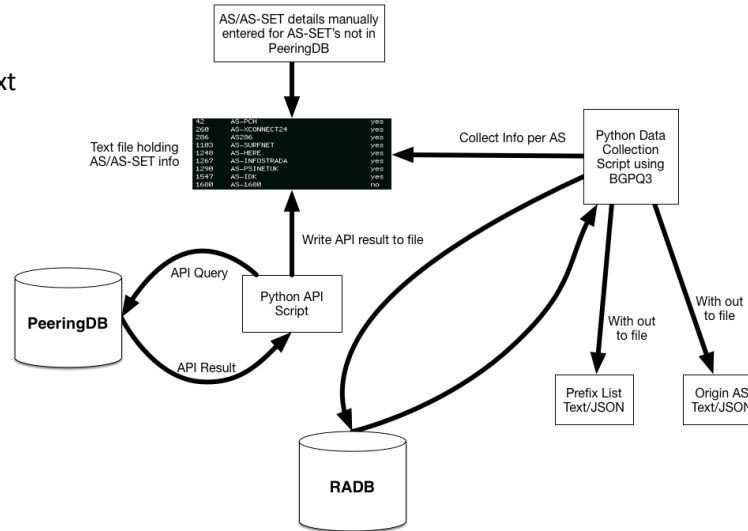 AS/AS-SET details manually
entered for AS-SET's not in
PeeringDB
xt
Text file holding
AS/AS-SET info
42 AS-PCH yes
260 AS-XCONNECT24 yes
286 AS286 yes
1103 AS-SURFNET yes
1248 AS-HERE yes
1267 AS-INFOSTRADA yes
1290 AS-PSINETUK yes
1547 AS-IDK yes
1680 AS-1680 no
Collect Info per AS
Python Data
Collection
Script using
BGPQ3
Write API result to file
API Query
Python API
Script
PeeringDB
API Result
With out
to file
With out
to file
Prefix List
Text/JSON
Origin AS
Text/JSON
RADB